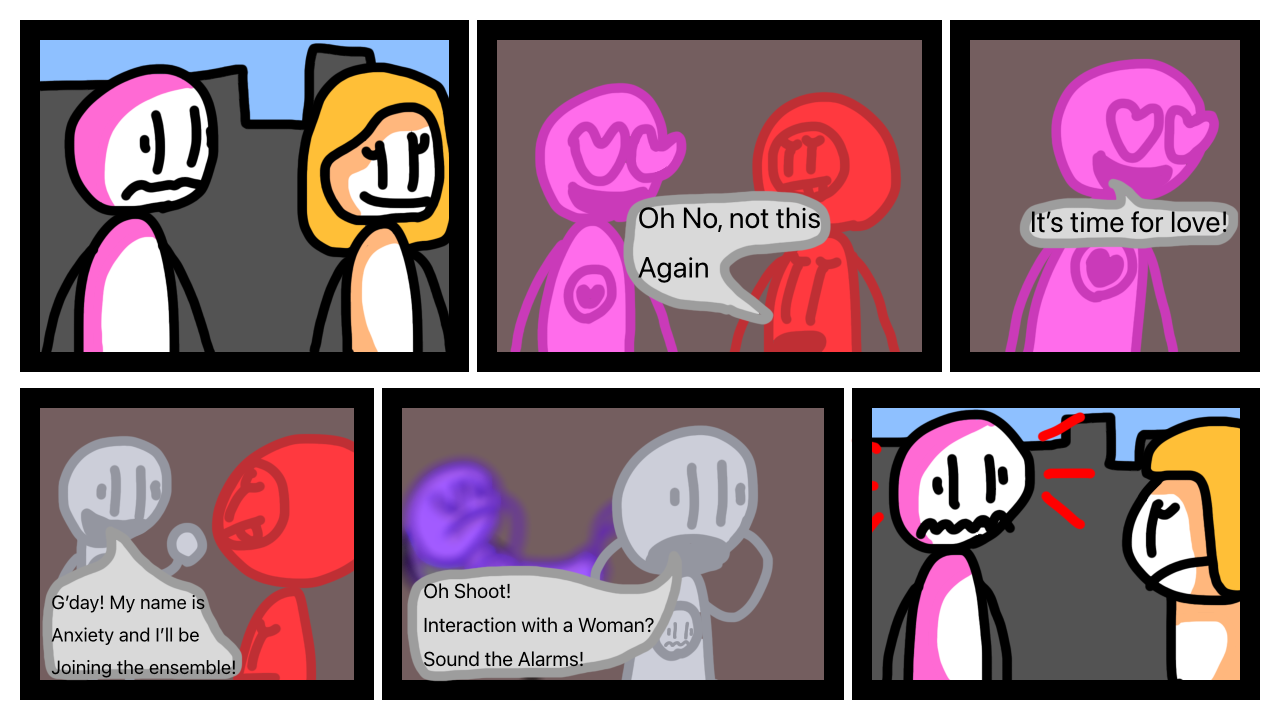 Oh No, not this
Again
It's time for love!
G'day! My name is
Anxiety and I'll be
Joining the ensemble!
Oh Shoot!
Interaction with a Woman?
Sound the Alarms!